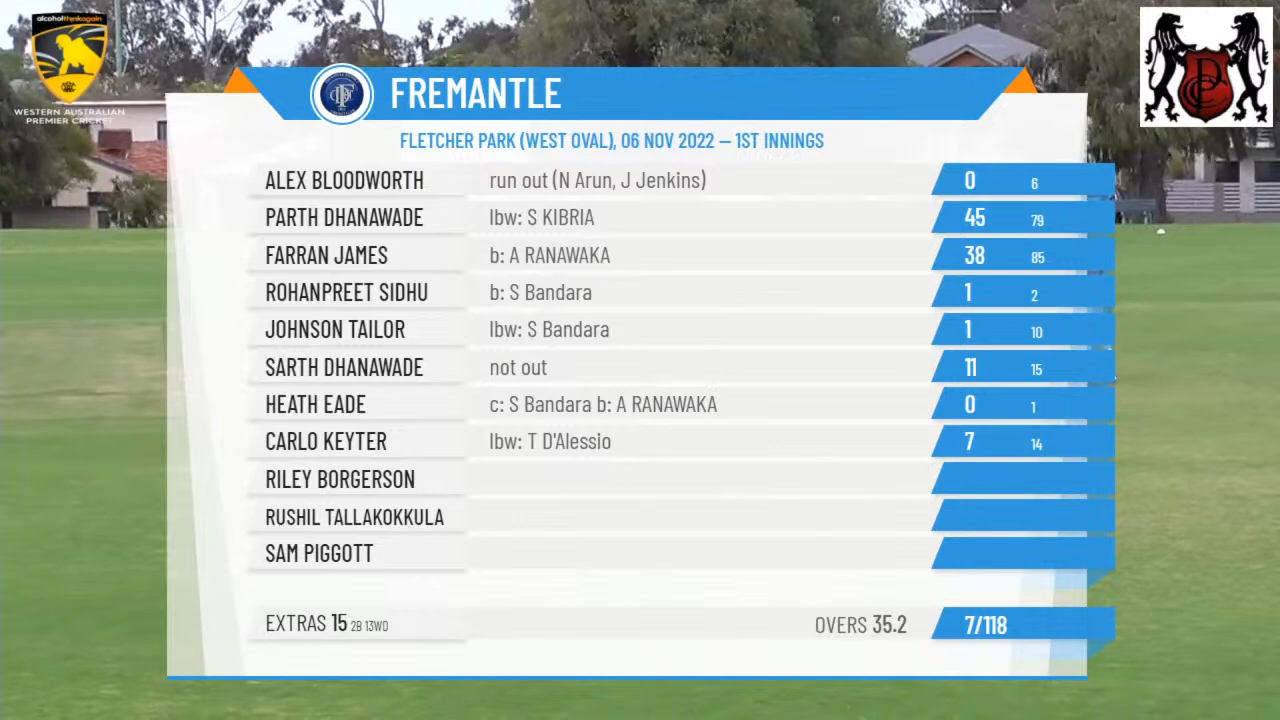 alcoholthinkagain
WESTERN AUSTRALIAN
PREMIER CRICKET
FREMANTLE
FLETCHER PARK (WEST OVAL), 06 NOV 2022 – 1ST INNINGS
ALEX BLOODWORTH run out (N Arun, J Jenkins) 0 6
PARTH DHANAWADE lbw: S KIBRIA 45 79
FARRAN JAMES b: A RANAWAKA 38 85
ROHANPREET SIDHU b: S Bandara 1 2
JOHNSON TAILOR lbw: S Bandara 1 10
SARTH DHANAWADE not out 11 15
HEATH EADE c: S Bandara b: A RANAWAKA 0 1
CARLO KEYTER lbw: T D'Alessio 7 14
RILEY BORGERSON
RUSHIL TALLAKOKKULA
SAM PIGGOTT
EXTRAS 15 2B 13WD OVERS 35.2 7/118